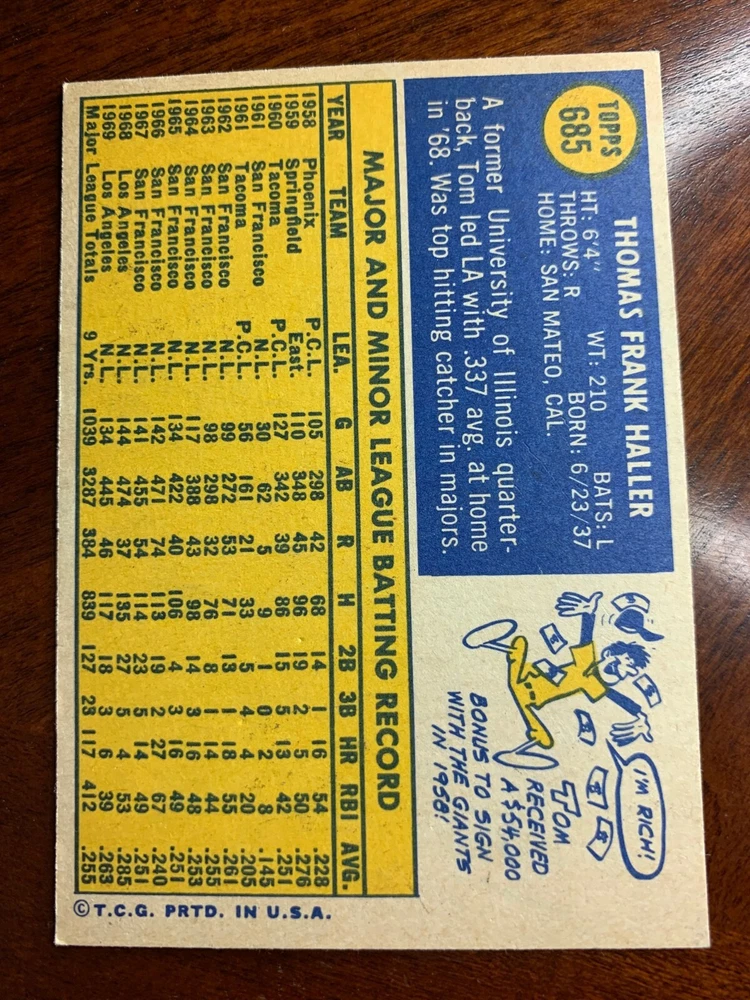 TOPPS
685
THOMAS FRANK HALLER
HT: 6'4" WT: 210 BATS: L
THROWS: R BORN: 6/23/37
HOME: SAN MATEO, CAL.
A former University of Illinois quarter-
back, Tom led LA with .337 avg. at home
in '68. Was top hitting catcher in majors.
I'M RICH!
TOM
RECEIVED
A $54,000
BONUS TO SIGN
WITH THE GIANTS
IN 1958!
MAJOR AND MINOR LEAGUE BATTING RECORD
YEAR TEAM LEA G AB R H 2B 3B HR RBI AVG.
1958 Phoenix P.C.L. 105 298 42 68 14 1 16 54 .228
1959 Springfield East. 110 348 45 96 19 2 5 50 .276
1960 Tacoma P.C.L. 127 342 39 86 15 5 13 42 .251
1961 San Francisco N.L. 30 62 5 9 1 0 2 8 .145
1961 Tacoma P.C.L. 56 161 21 33 5 4 4 20 .205
1962 San Francisco N.L. 99 272 53 71 13 1 18 55 .261
1963 San Francisco N.L. 98 298 32 76 8 1 14 44 .255
1964 San Francisco N.L. 117 388 43 98 14 3 16 48 .253
1965 San Francisco N.L. 134 422 40 106 4 3 16 49 .251
1966 San Francisco N.L. 142 471 74 113 19 2 27 67 .240
1967 San Francisco N.L. 141 455 54 114 23 5 14 49 .251
1968 Los Angeles N.L. 144 474 37 135 27 5 4 53 .285
1969 Los Angeles N.L. 134 445 46 117 18 3 6 39 .263
Major League Totals 9 Yrs. 1039 3287 384 839 127 23 117 412 .255
© T.C.G. PRTD. IN U.S.A.